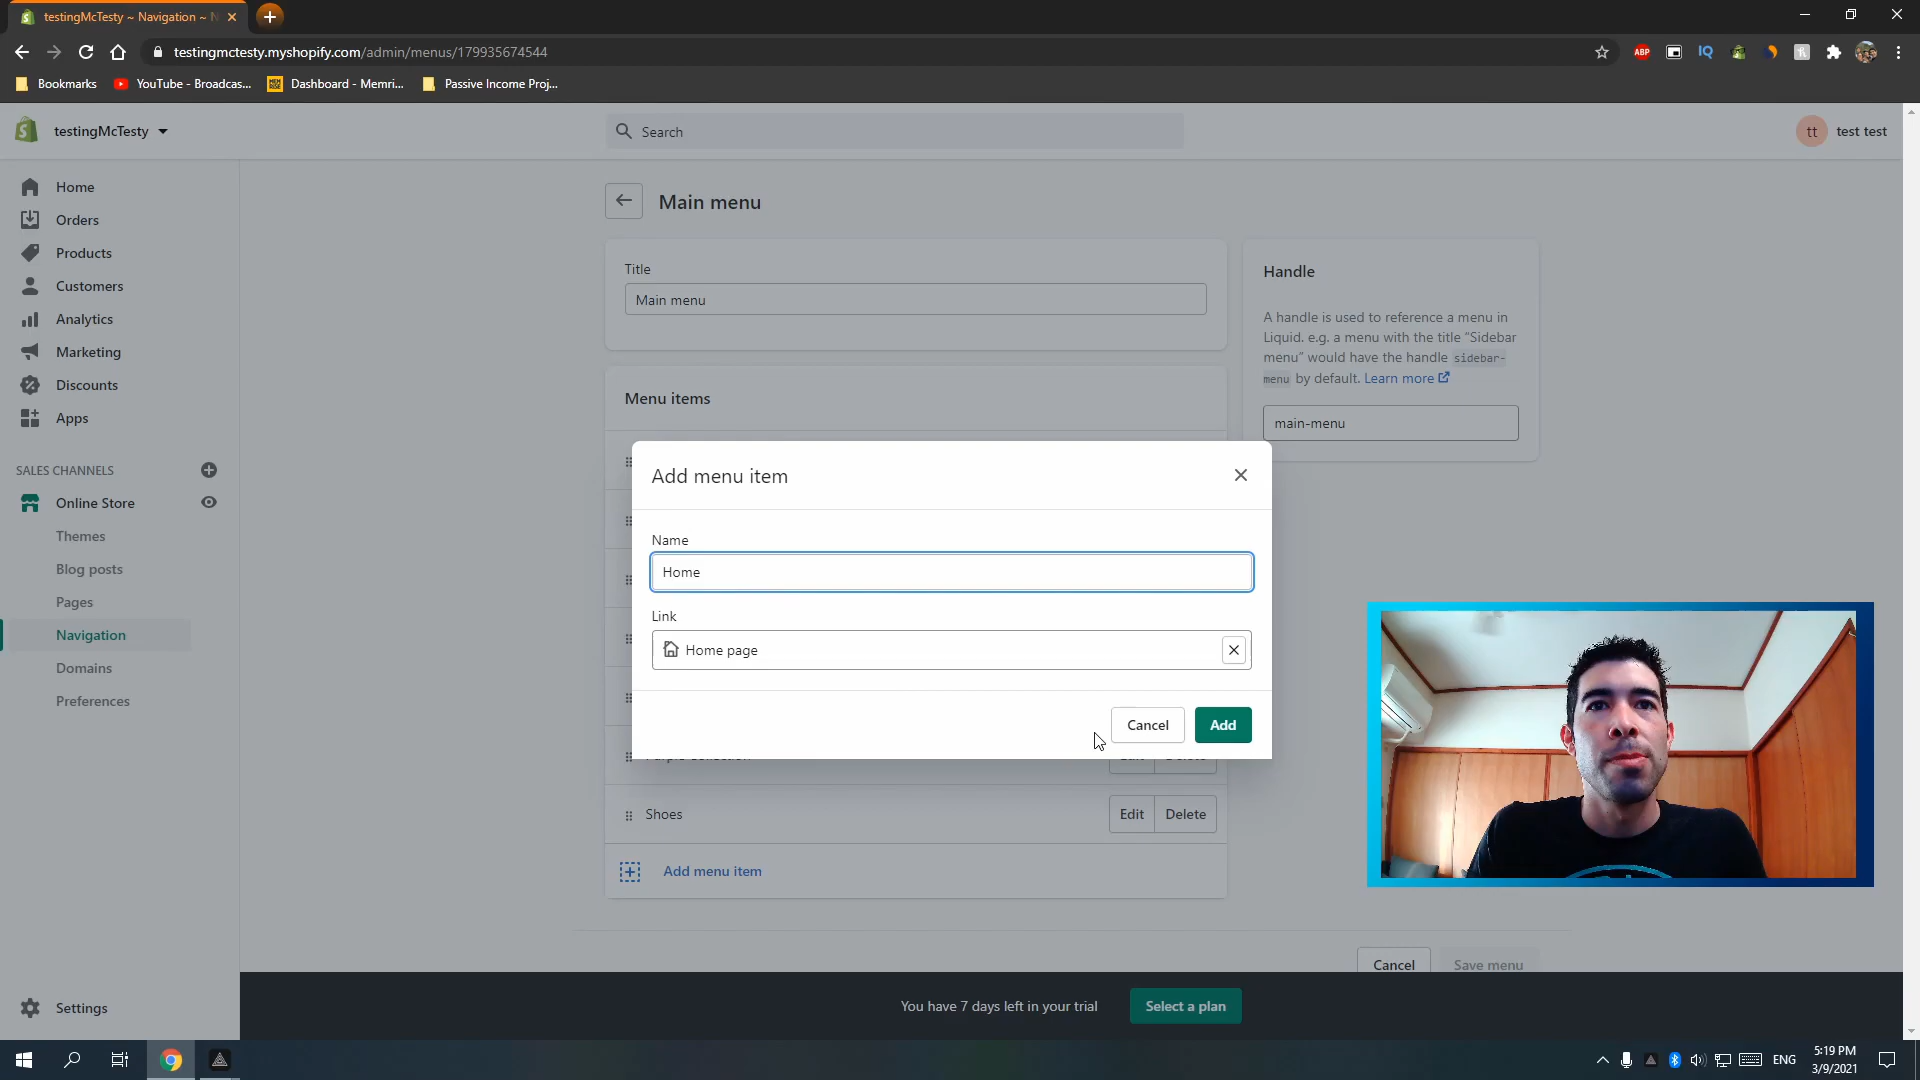 testingMcTesty ~ Navigation ~
testingmctesty.myshopify.com/admin/menus/179935674544
ABP
IQ
Bookmarks
YouTube - Broadcas...
Dashboard - Memri...
Passive Income Proj...
testingMcTesty
Search
tt
test test
Home
Orders
Products
Customers
Analytics
Marketing
Discounts
Apps
SALES CHANNELS
Online Store
Themes
Blog posts
Pages
Navigation
Domains
Preferences
Settings
Main menu
Title
Main menu
Menu items
Handle
A handle is used to reference a menu in
Liquid. e.g. a menu with the title "Sidebar
menu" would have the handle sidebar-
menu by default. Learn more
main-menu
Add menu item
Name
Home
Link
Home page
Cancel
Add
Shoes
Edit
Delete
Add menu item
Cancel
Save menu
You have 7 days left in your trial
Select a plan
ENG
5:19 PM
3/9/2021